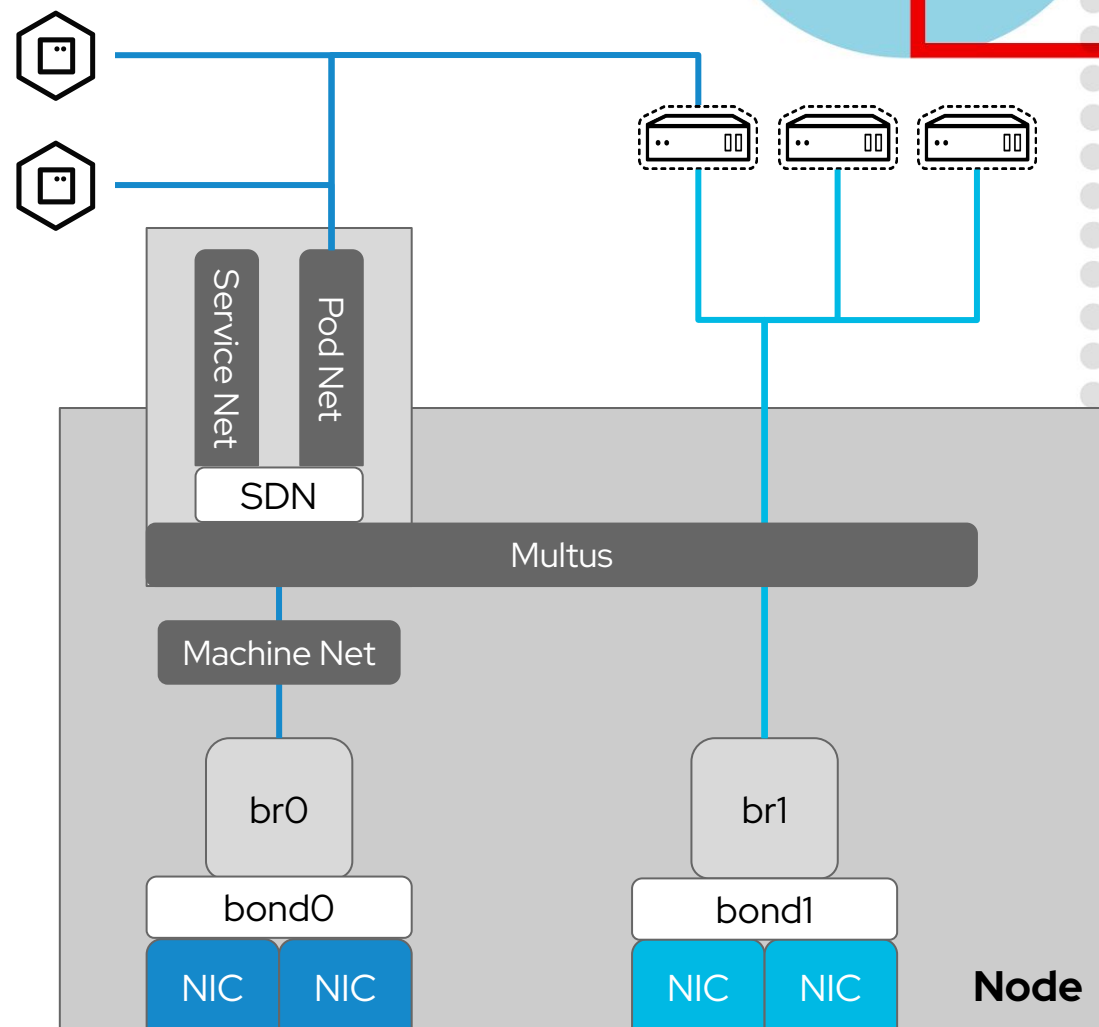 Service Net
Pod Net
SDN
Multus
Machine Net
br0
br1
bond0
bond1
NIC
NIC
NIC
NIC
Node